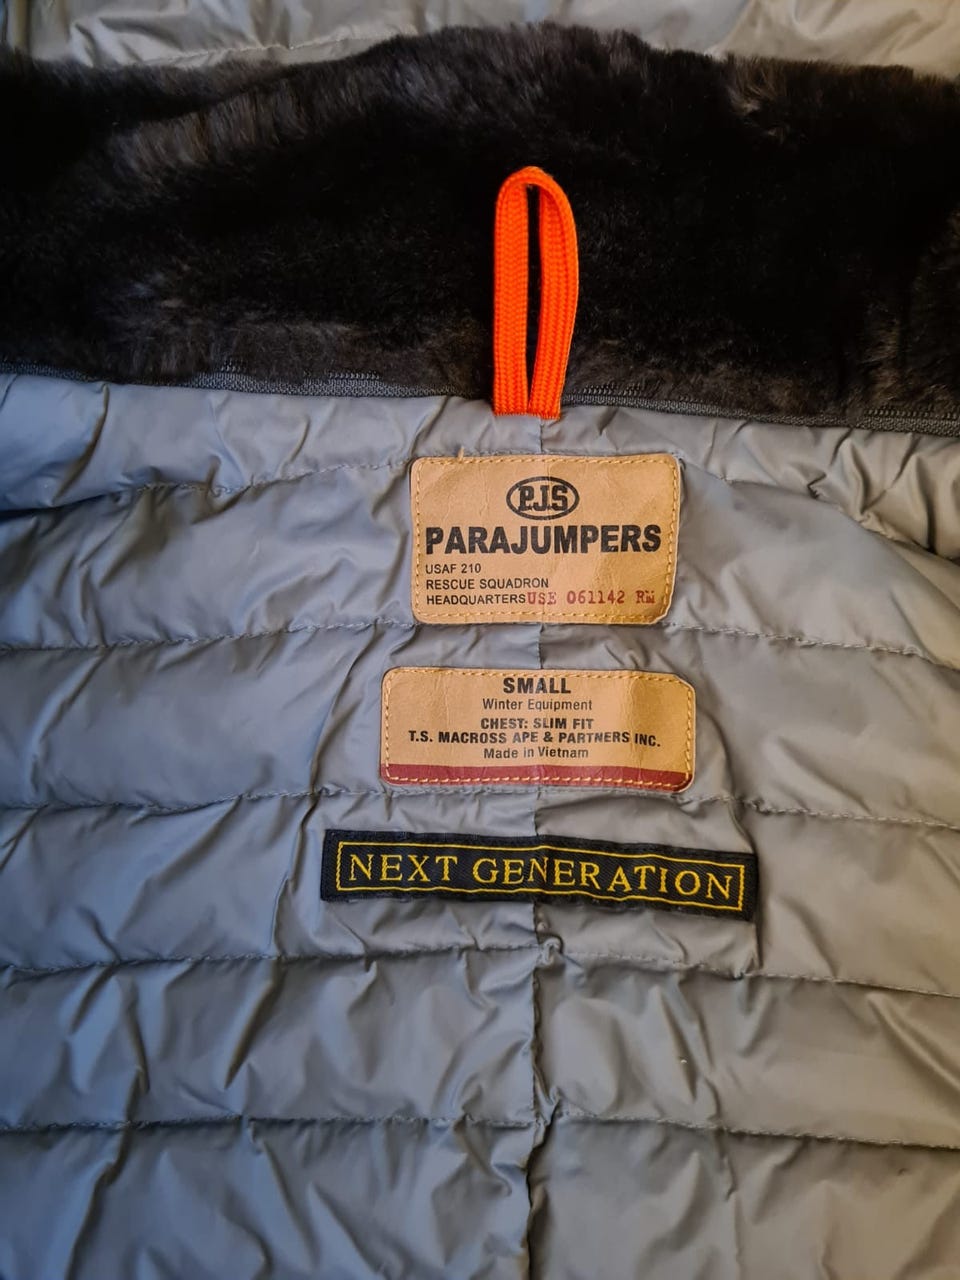 P.J.S
PARAJUMPERS
USAF 210
RESCUE SQUADRON
HEADQUARTERS USE 061142 RM
SMALL
Winter Equipment
CHEST: SLIM FIT
T.S. MACROSS APE & PARTNERS INC.
Made in Vietnam
NEXT GENERATION